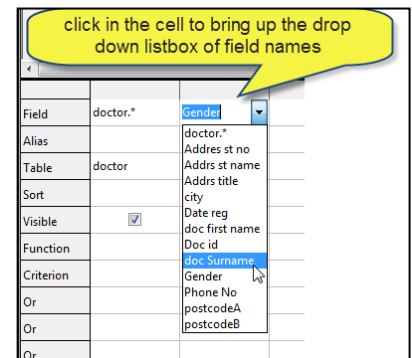 click in the cell to bring up the drop
down listbox of field names
Field doctor.* Gender
Alias
Table doctor
Sort
Visible
Function
Criterion
Or
Or
Or
doctor.*
Addres st no
Addrs st name
Addrs title
city
Date reg
doc first name
Doc id
doc Surname
Gender
Phone No
postcodeA
postcodeB